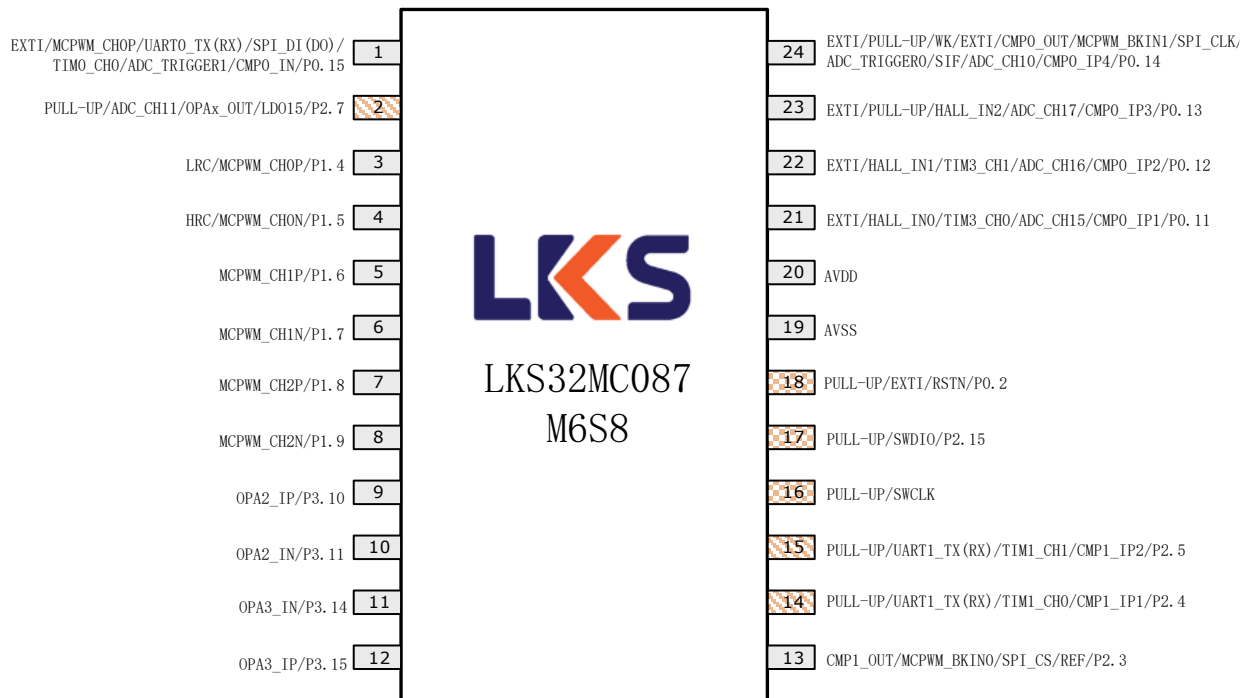 EXTI/MCPWM_CH0P/UART0_TX(RX)/SPI_DI(DO)/
TIM0_CH0/ADC_TRIGGER1/CMP0_IN/P0.15
1
PULL-UP/ADC_CH11/OPAx_OUT/LDO15/P2.7
2
LRC/MCPWM_CH0P/P1.4
3
HRC/MCPWM_CH0N/P1.5
4
MCPWM_CH1P/P1.6
5
MCPWM_CH1N/P1.7
6
MCPWM_CH2P/P1.8
7
MCPWM_CH2N/P1.9
8
OPA2_IP/P3.10
9
OPA2_IN/P3.11
10
OPA3_IN/P3.14
11
OPA3_IP/P3.15
12
LKS
LKS32MC087
M6S8
24
EXTI/PULL-UP/WK/EXTI/CMP0_OUT/MCPWM_BKIN1/SPI_CLK/
ADC_TRIGGER0/SIF/ADC_CH10/CMP0_IP4/P0.14
23
EXTI/PULL-UP/HALL_IN2/ADC_CH17/CMP0_IP3/P0.13
22
EXTI/HALL_IN1/TIM3_CH1/ADC_CH16/CMP0_IP2/P0.12
21
EXTI/HALL_IN0/TIM3_CH0/ADC_CH15/CMP0_IP1/P0.11
20
AVDD
19
AVSS
18
PULL-UP/EXTI/RSTN/P0.2
17
PULL-UP/SWDIO/P2.15
16
PULL-UP/SWCLK
15
PULL-UP/UART1_TX(RX)/TIM1_CH1/CMP1_IP2/P2.5
14
PULL-UP/UART1_TX(RX)/TIM1_CH0/CMP1_IP1/P2.4
13
CMP1_OUT/MCPWM_BKIN0/SPI_CS/REF/P2.3